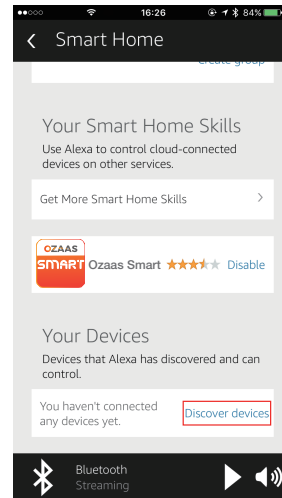 16:26 84%
Smart Home
Create group
Your Smart Home Skills
Use Alexa to control cloud-connected
devices on other services.
Get More Smart Home Skills
OZAAS
SMART
Ozaas Smart Disable
Your Devices
Devices that Alexa has discovered and can
control.
You haven't connected
any devices yet.
Discover devices
Bluetooth
Streaming